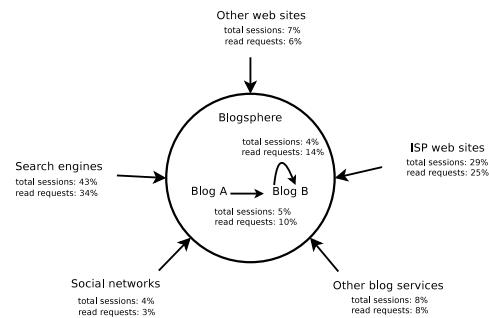 Other web sites
total sessions: 7%
read requests: 6%
Blogsphere
total sessions: 4%
read requests: 14%
ISP web sites
total sessions: 29%
read requests: 25%
Search engines
total sessions: 43%
read requests: 34%
Blog A
Blog B
total sessions: 5%
read requests: 10%
Social networks
total sessions: 4%
read requests: 3%
Other blog services
total sessions: 8%
read requests: 8%